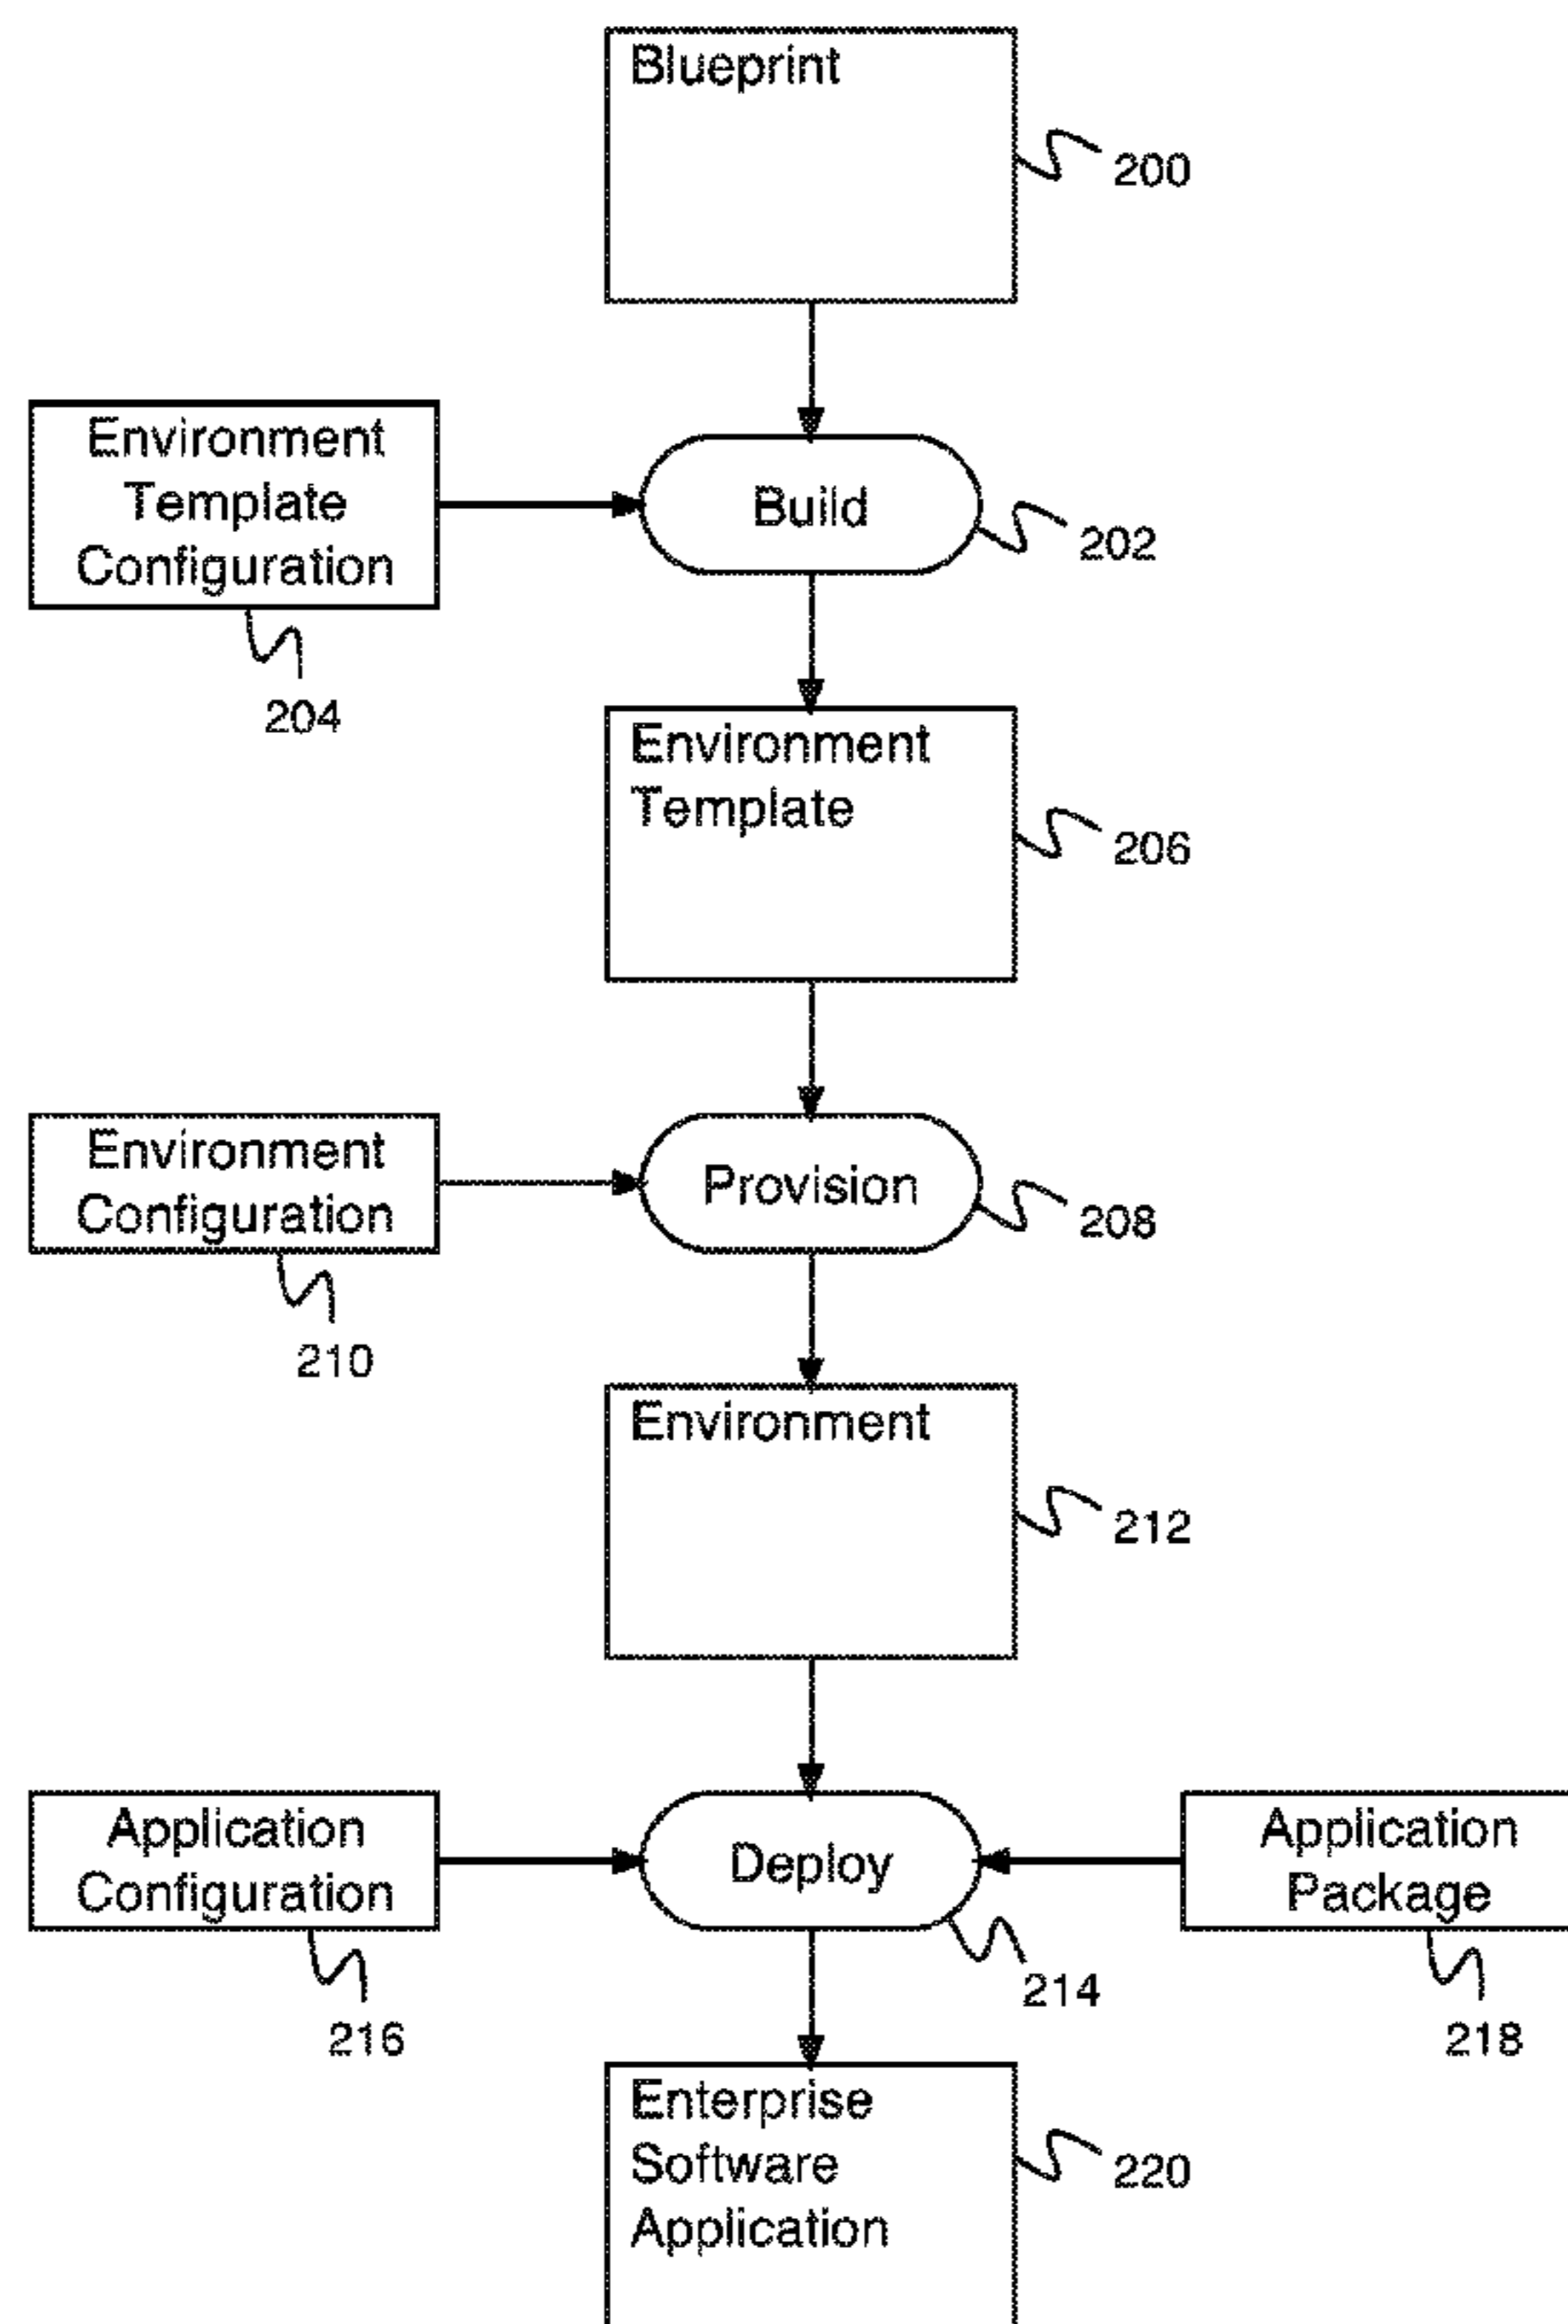 Blueprint
200
Environment
Template
Configuration
Build
202
204
Environment
Template
206
Environment
Configuration
Provision
208
210
Environment
212
Application
Configuration
Deploy
Application
Package
214
216
218
Enterprise
Software
Application
220